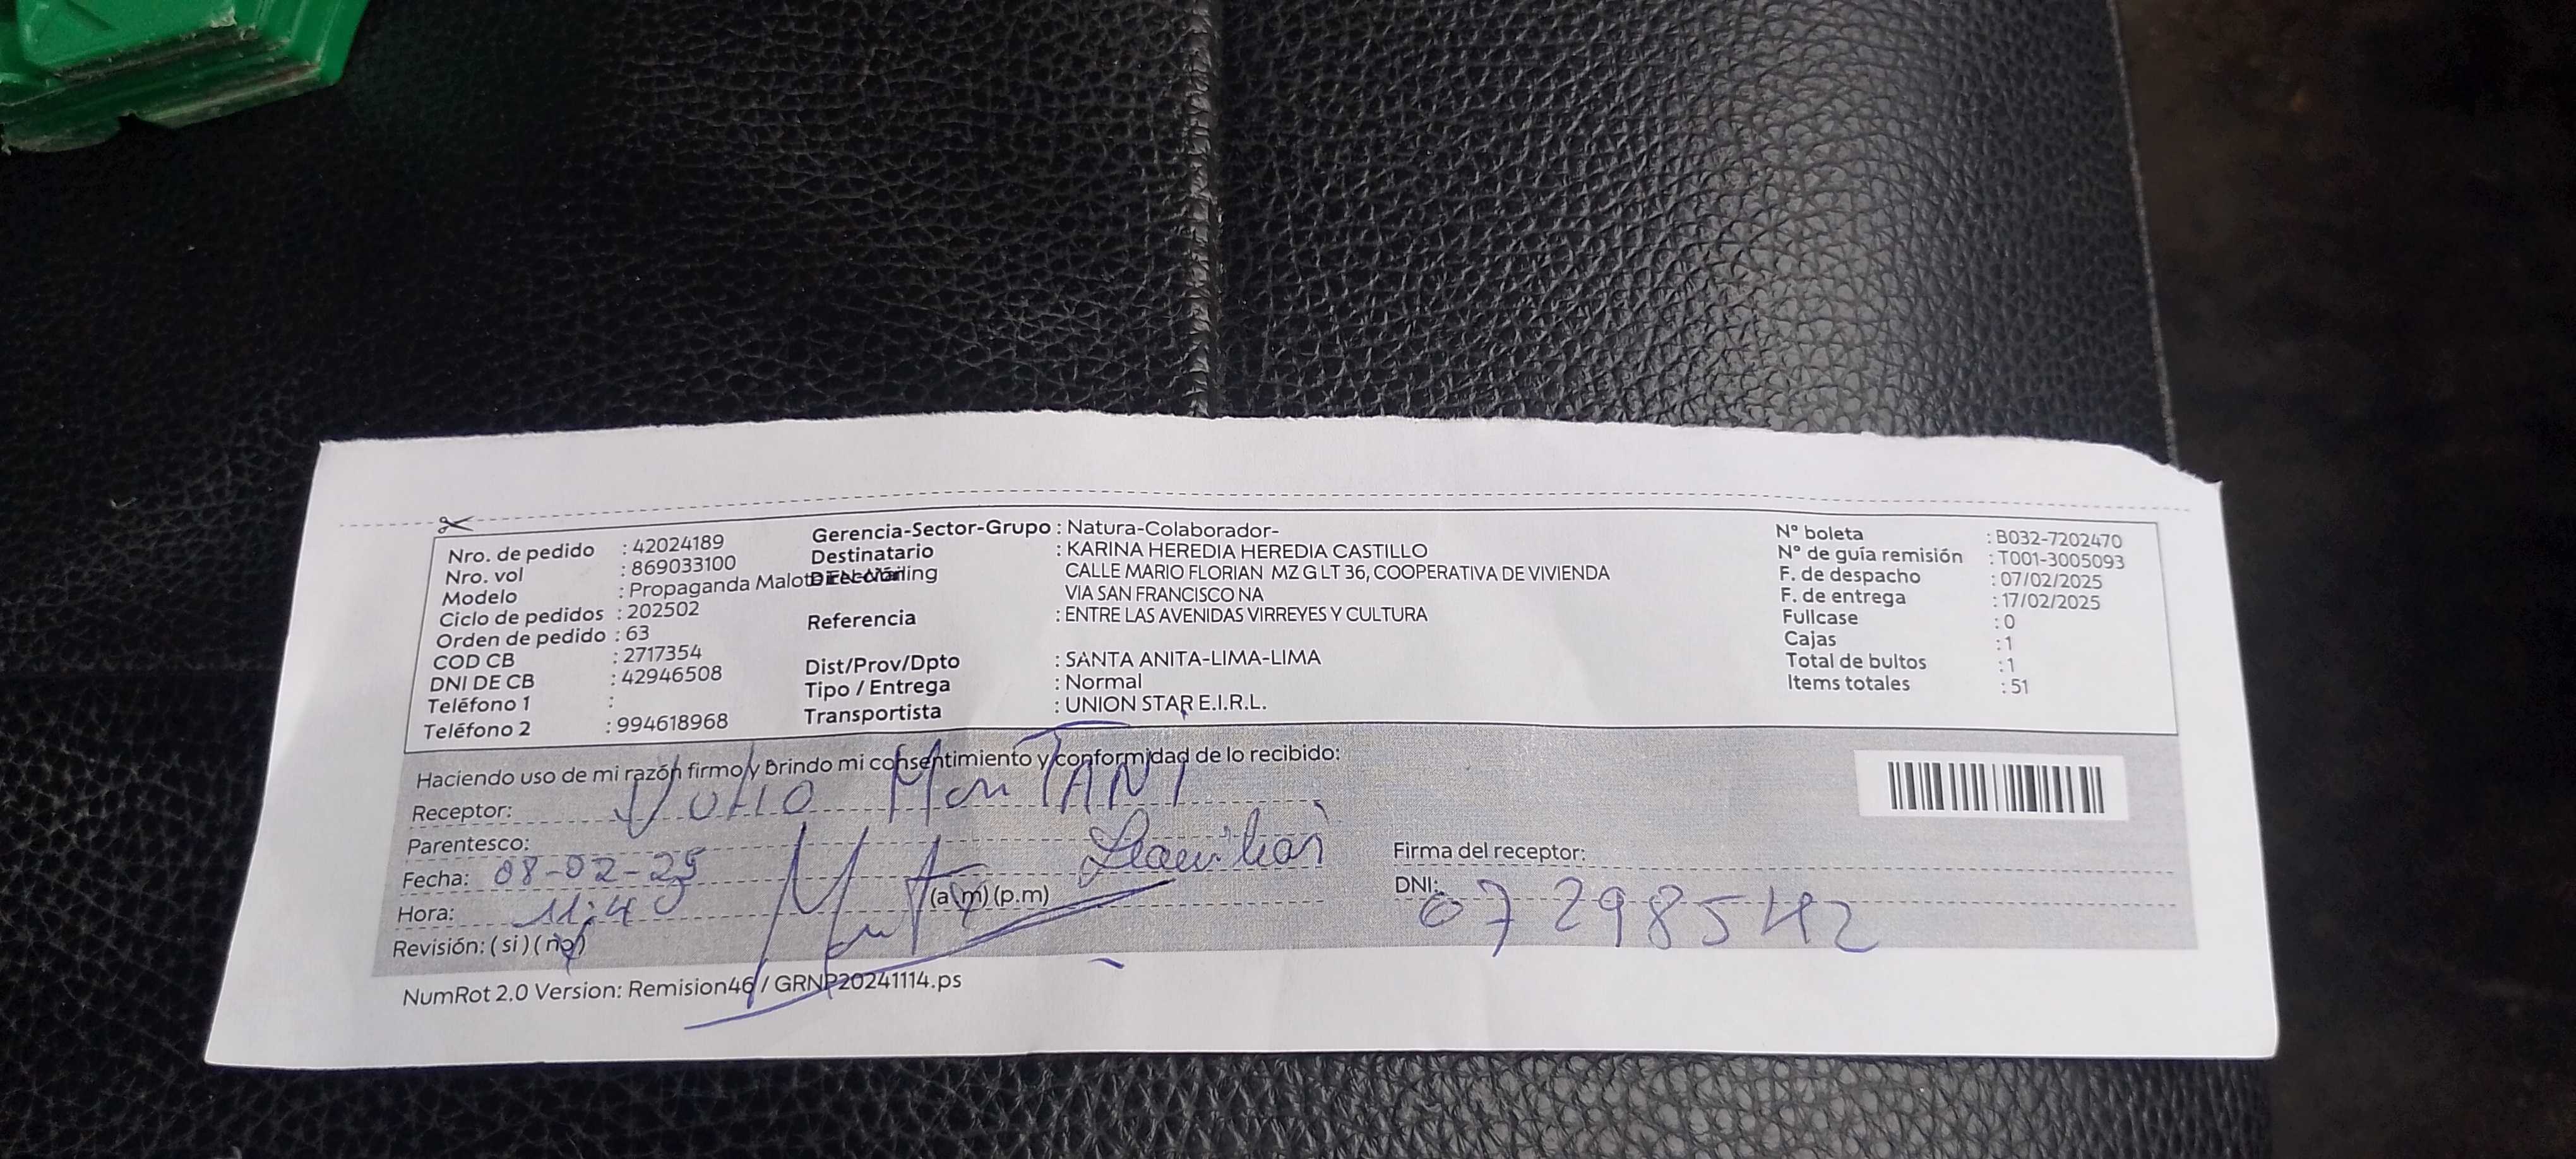 Nro. de pedido : 42024189
Nro. vol : 869033100
Modelo : Propaganda
Ciclo de pedidos : 202502
Orden de pedido : 63
COD CB : 2717354
DNI DE CB : 42946508
Teléfono 1 :
Teléfono 2 : 994618968
Gerencia-Sector-Grupo : Natura-Colaborador-
Destinatario : KARINA HEREDIA HEREDIA CASTILLO
Dirección CALLE MARIO FLORIAN MZ G LT 36, COOPERATIVA DE VIVIENDA
VIA SAN FRANCISCO NA
Referencia : ENTRE LAS AVENIDAS VIRREYES Y CULTURA
Dist/Prov/Dpto : SANTA ANITA-LIMA-LIMA
Tipo / Entrega : Normal
Transportista : UNION STAR E.I.R.L.
N° boleta : B032-7202470
N° de guía remisión : T001-3005093
F. de despacho : 07/02/2025
F. de entrega : 17/02/2025
Fullcase : 0
Cajas : 1
Total de bultos : 1
Items totales : 51
Haciendo uso de mi razón firmo y brindo mi consentimiento y conformidad de lo recibido:
Receptor:
Parentesco:
Fecha: 08-02-25
Hora: 11:40 (a.m) (p.m)
Revisión: ( si ) ( no )
Firma del receptor:
DNI: 07298542
NumRot 2.0 Version: Remision46 / GRNP20241114.ps